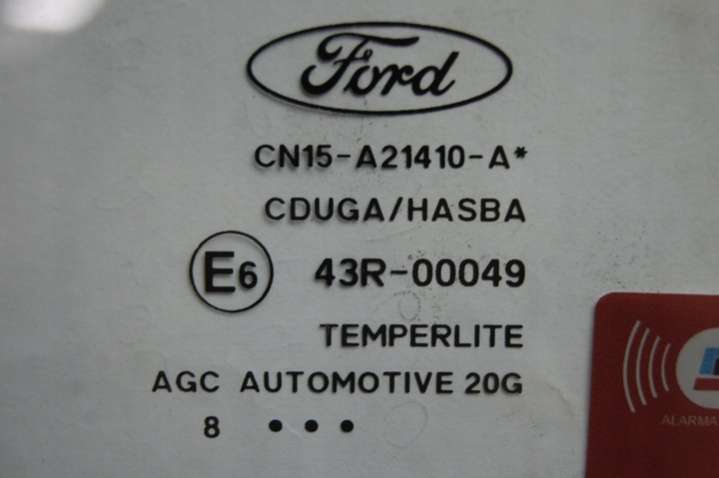 Ford
CN15-A21410-A*
CDUGA/HASBA
E6 43R-00049
TEMPERLITE
AGC AUTOMOTIVE 20G
8 •••